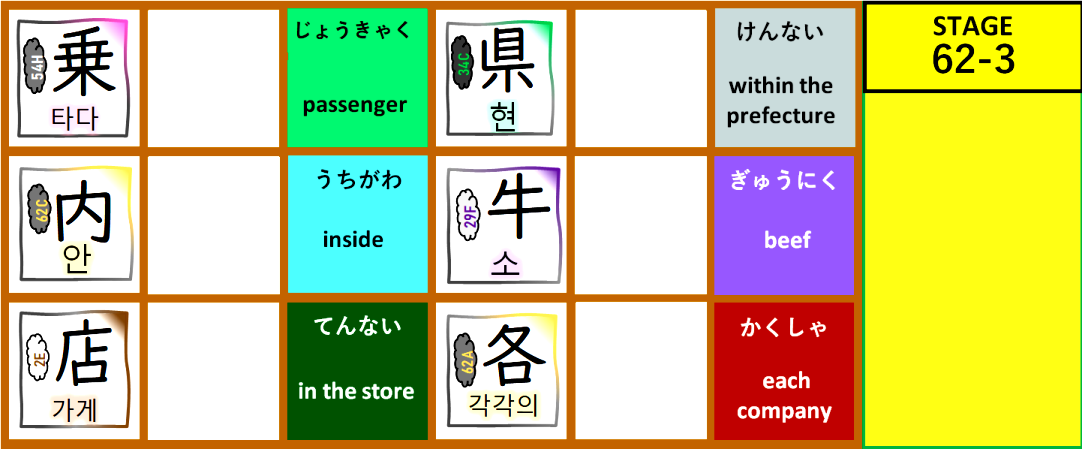 54H
乗
타다
じょうきゃく
passenger
34C
県
현
けんない
within the
prefecture
STAGE
62-3
62C
内
안
うちがわ
inside
29F
牛
소
ぎゅうにく
beef
2E
店
가게
てんない
in the store
62A
各
각각의
かくしゃ
each
company